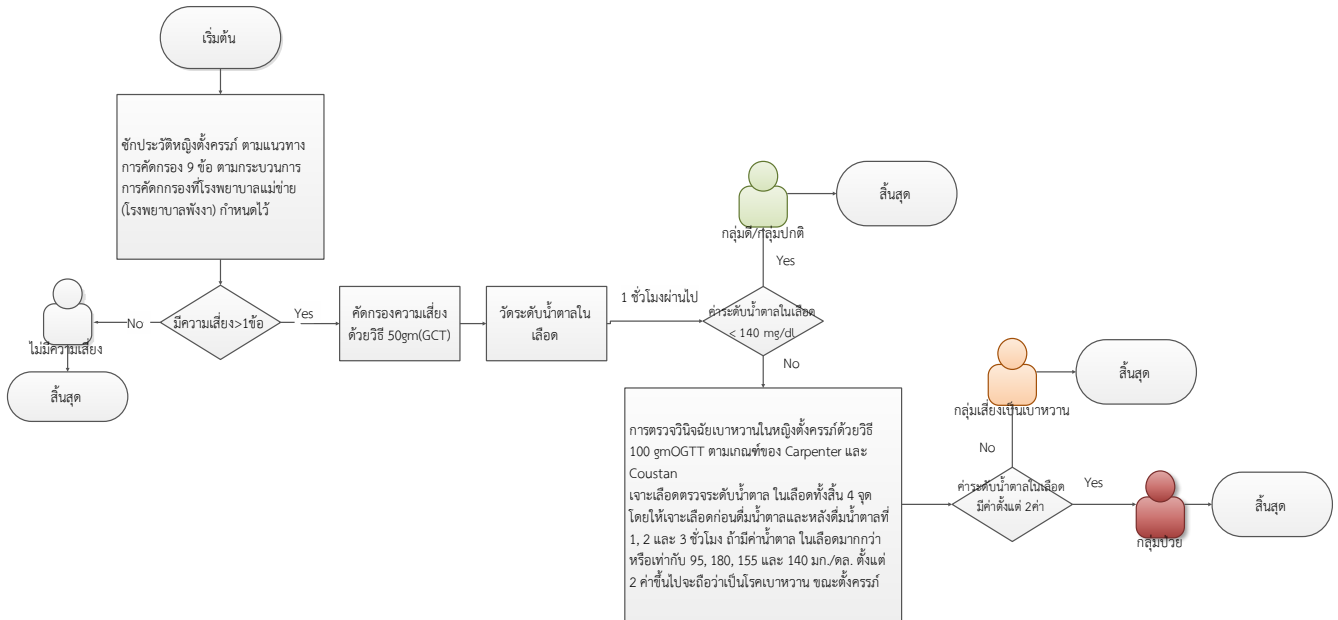 เริ่มต้น
ซักประวัติหญิงตั้งครรภ์ ตามแนวทาง
การคัดกรอง 9 ข้อ ตามกระบวนการ
การคัดกกรองที่โรงพยาบาลแม่ข่าย
(โรงพยาบาลพังงา) กำหนดไว้
มีความเสี่ยง>1ข้อ
No
ไม่มีความเสี่ยง
สิ้นสุด
Yes
คัดกรองความเสี่ยง
ด้วยวิธี 50gm(GCT)
วัดระดับน้ำตาลใน
เลือด
1 ชั่วโมงผ่านไป
ค่าระดับน้ำตาลในเลือด
< 140 mg/dl
Yes
กลุ่มดี/กลุ่มปกติ
สิ้นสุด
No
การตรวจวินิจฉัยเบาหวานในหญิงตั้งครรภ์ด้วยวิธี
100 gmOGTT ตามเกณฑ์ของ Carpenter และ
Coustan
เจาะเลือดตรวจระดับน้ำตาล ในเลือดทั้งสิ้น 4 จุด
โดยให้เจาะเลือดก่อนดื่มน้ำตาลและหลังดื่มน้ำตาลที่
1, 2 และ 3 ชั่วโมง ถ้ามีค่าน้ำตาล ในเลือดมากกว่า
หรือเท่ากับ 95, 180, 155 และ 140 มก./ดล. ตั้งแต่
2 ค่าขึ้นไปจะถือว่าเป็นโรคเบาหวาน ขณะตั้งครรภ์
ค่าระดับน้ำตาลในเลือด
มีค่าตั้งแต่ 2ค่า
No
กลุ่มเสี่ยงเป็นเบาหวาน
สิ้นสุด
Yes
กลุ่มป่วย
สิ้นสุด